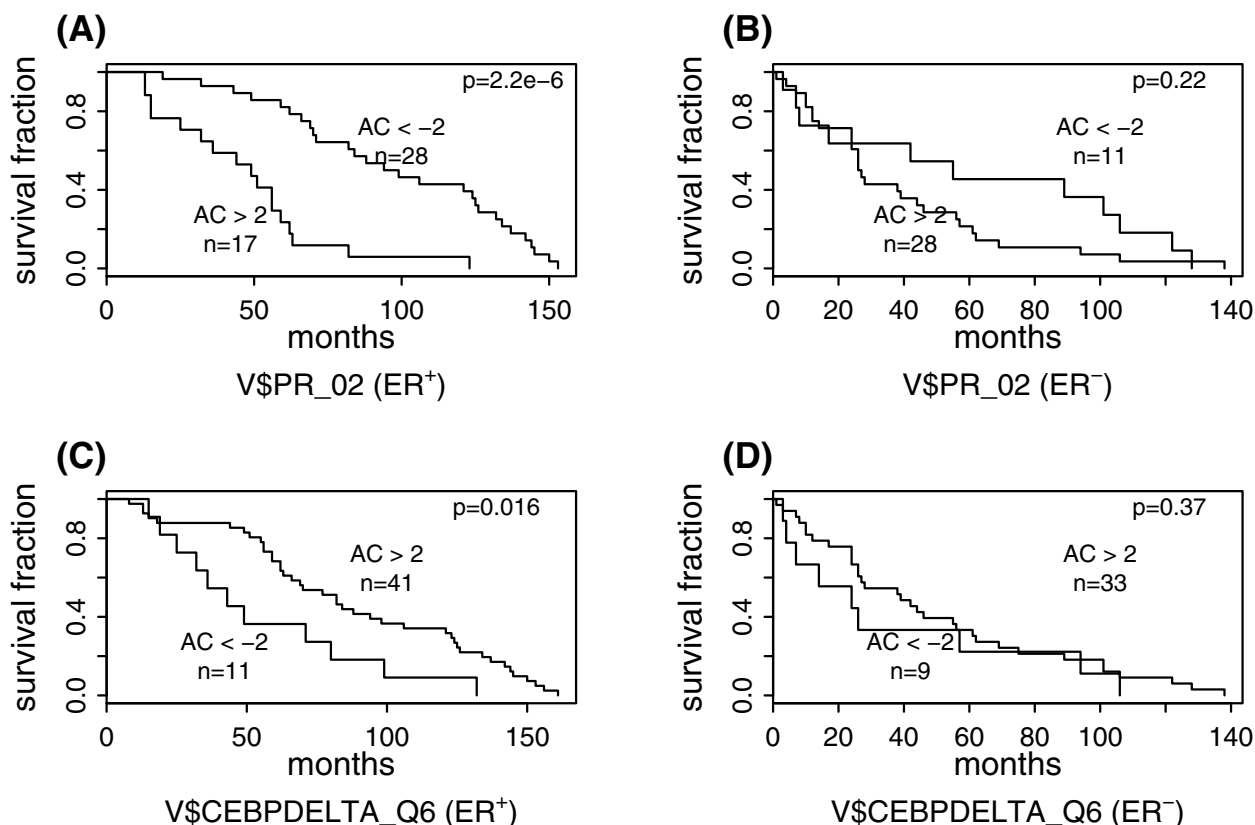 (A)
survival fraction
0.0 0.4 0.8
p=2.2e−6
AC < −2
n=28
AC > 2
n=17
0 50 100 150
months
V$PR_02 (ER⁺)
(B)
survival fraction
0.0 0.4 0.8
p=0.22
AC < −2
n=11
AC > 2
n=28
0 20 40 60 80 100 140
months
V$PR_02 (ER⁻)
(C)
survival fraction
0.0 0.4 0.8
p=0.016
AC > 2
n=41
AC < −2
n=11
0 50 100 150
months
V$CEBPDELTA_Q6 (ER⁺)
(D)
survival fraction
0.0 0.4 0.8
p=0.37
AC > 2
n=33
AC < −2
n=9
0 20 40 60 80 100 140
months
V$CEBPDELTA_Q6 (ER⁻)